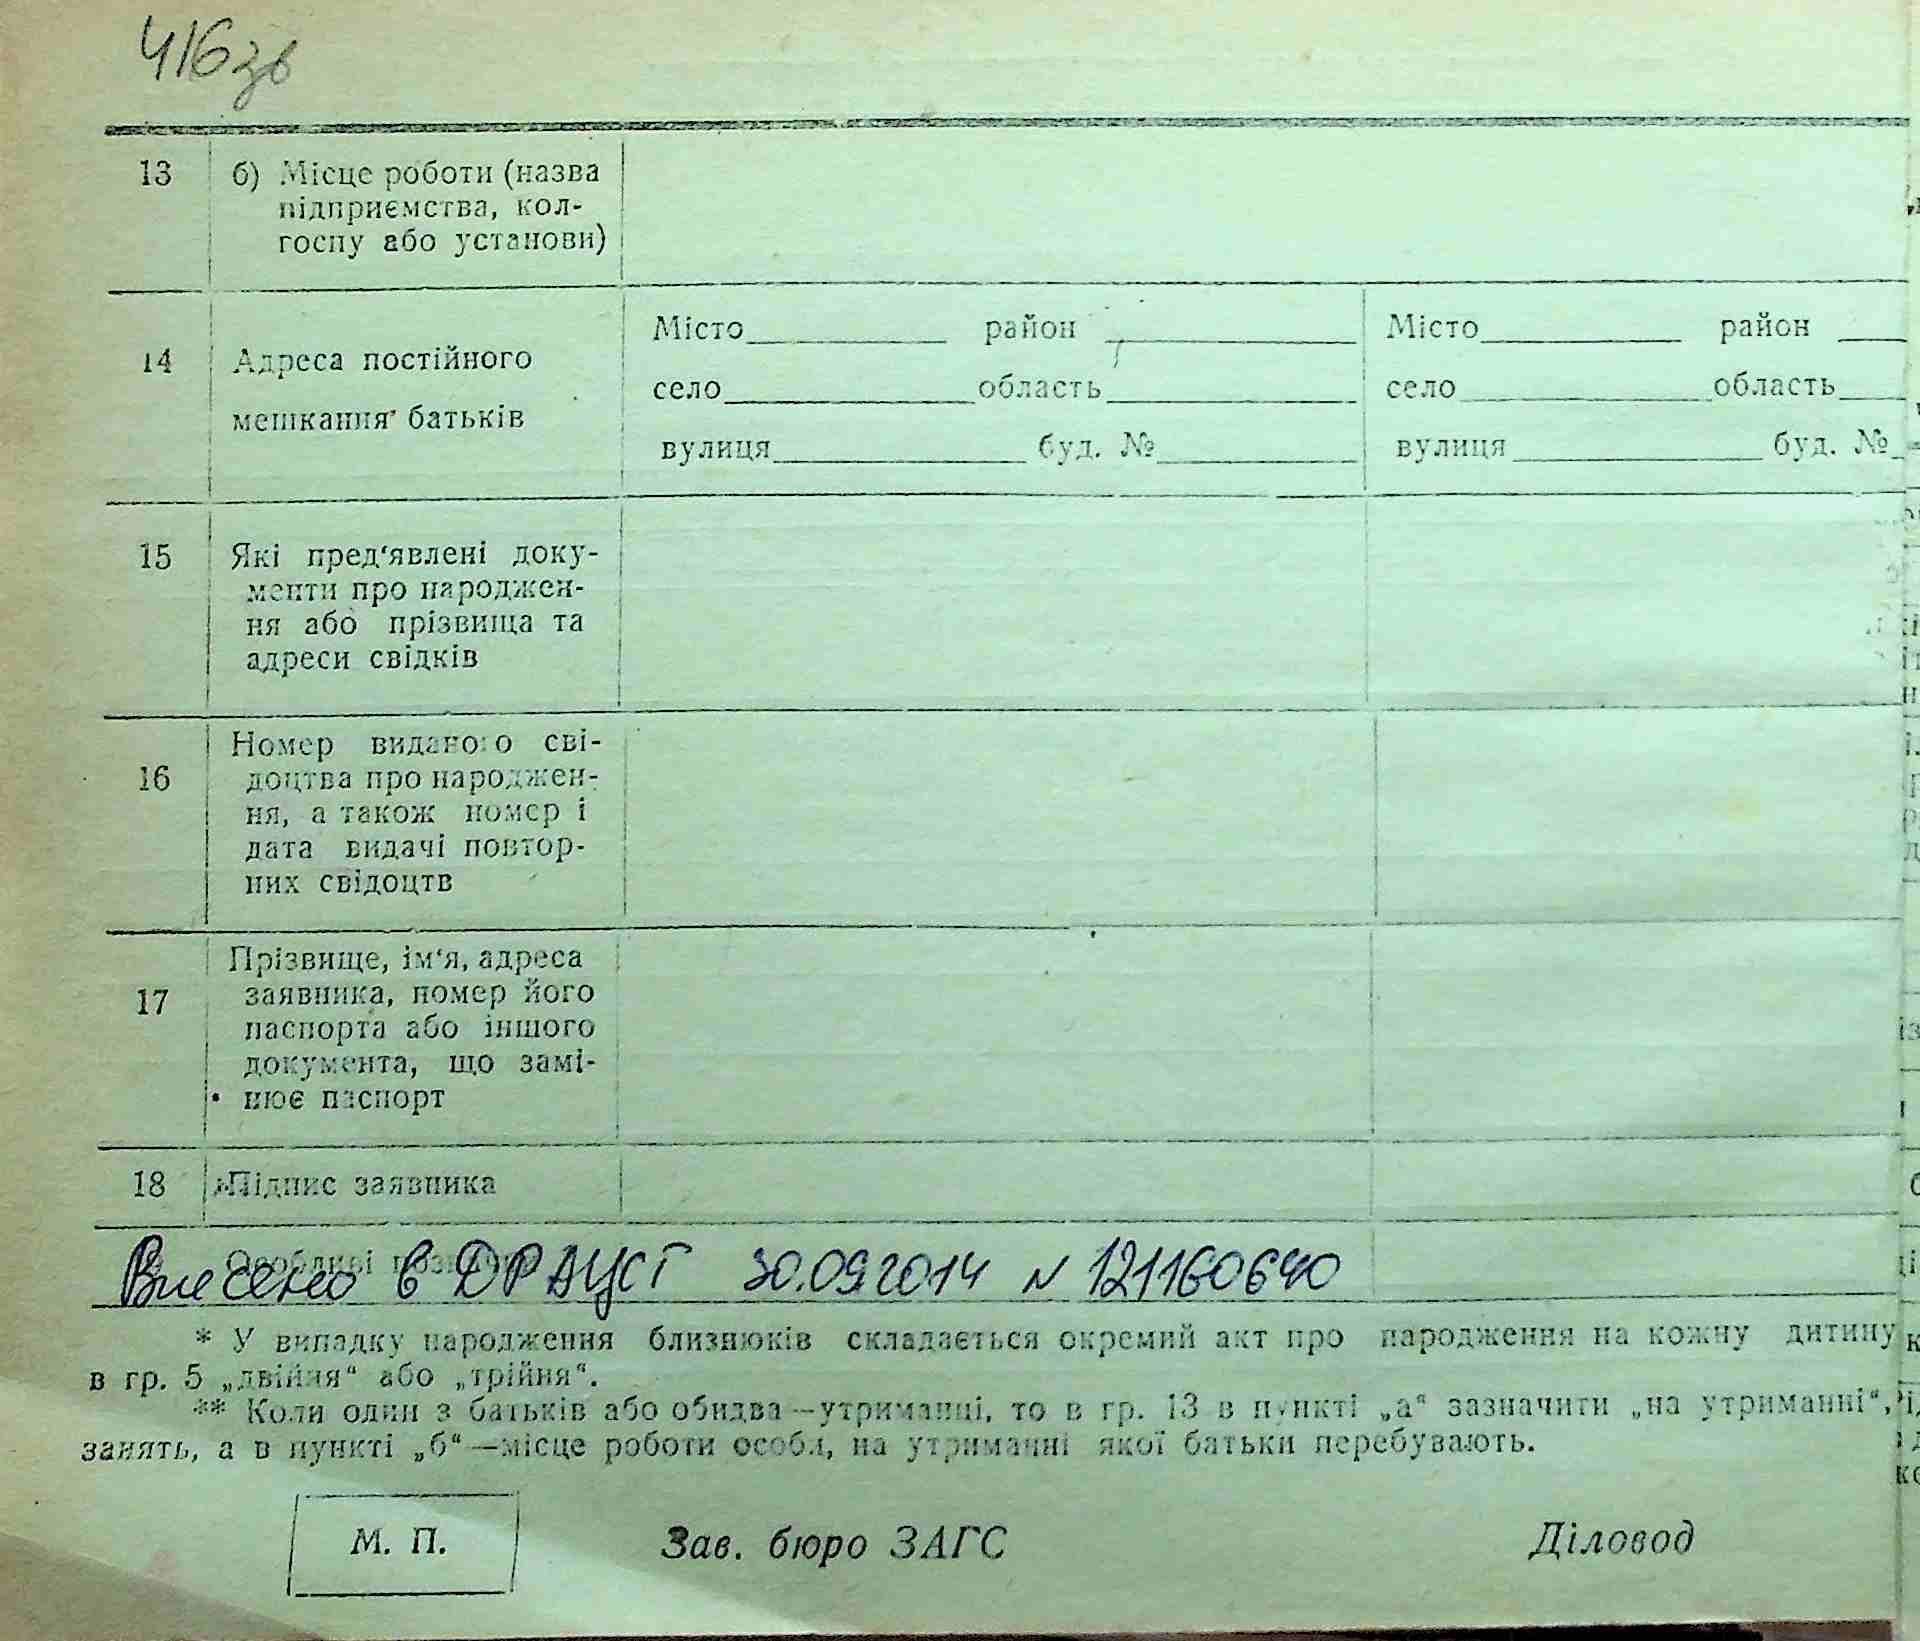 416 зв
13 б) Місце роботи (назва
підприємства, кол-
госпу або установи)
Місто район Місто район
14 Адреса постійного
село область село область
мешкання батьків
вулиця буд. № вулиця буд. №
15 Які пред'явлені доку-
менти про народжен-
ня або прізвища та
адреси свідків
Номер виданого сві-
16 доцтва про народжен-
ня, а також номер і
дата видачі повтор-
них свідоцтв
Прізвище, ім'я, адреса
17 заявника, номер його
паспорта або іншого
документа, що замі-
нює паспорт
18 Підпис заявника
Особливі
Внесено в ДРАЦСГ 30.09.2014 N 121160640
* У випадку народження близнюків складається окремий акт про народження на кожну дитину
в гр. 5 „двійня“ або „трійня“.
** Коли один з батьків або обидва—утриманці, то в гр. 13 в пункті „а“ зазначити „на утриманні“,
занять, а в пункті „б“—місце роботи особл, на утриманні якої батьки перебувають.
М. П. Зав. бюро ЗАГС Діловод